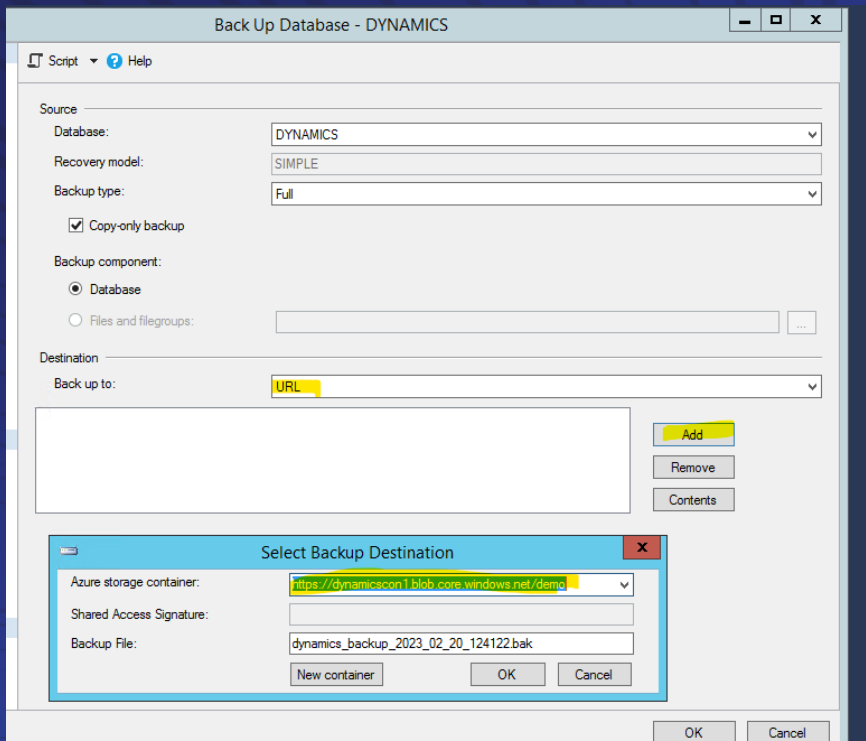 Back Up Database - DYNAMICS
Script Help
Source
Database: DYNAMICS
Recovery model: SIMPLE
Backup type: Full
Copy-only backup
Backup component:
Database
Files and filegroups: ...
Destination
Back up to: URL
Add
Remove
Contents
Select Backup Destination
Azure storage container: https://dynamicscon1.blob.core.windows.net/demo
Shared Access Signature:
Backup File: dynamics_backup_2023_02_20_124122.bak
New container OK Cancel
OK Cancel